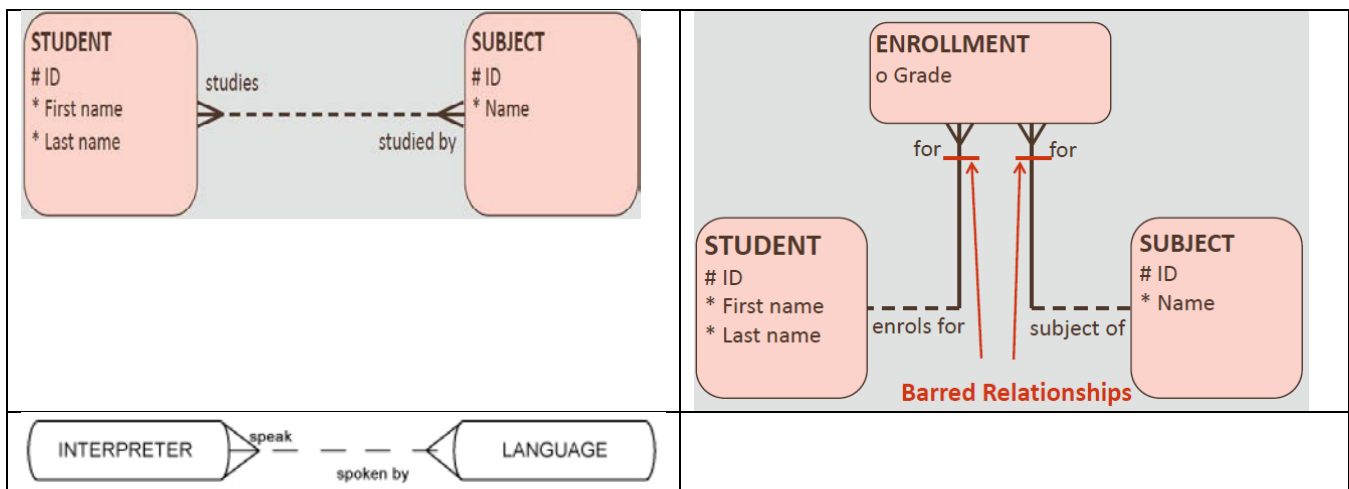 STUDENT
# ID
* First name
* Last name
studies
studied by
SUBJECT
# ID
* Name
ENROLLMENT
o Grade
for
for
STUDENT
# ID
* First name
* Last name
enrols for
subject of
SUBJECT
# ID
* Name
Barred Relationships
INTERPRETER
speak
spoken by
LANGUAGE